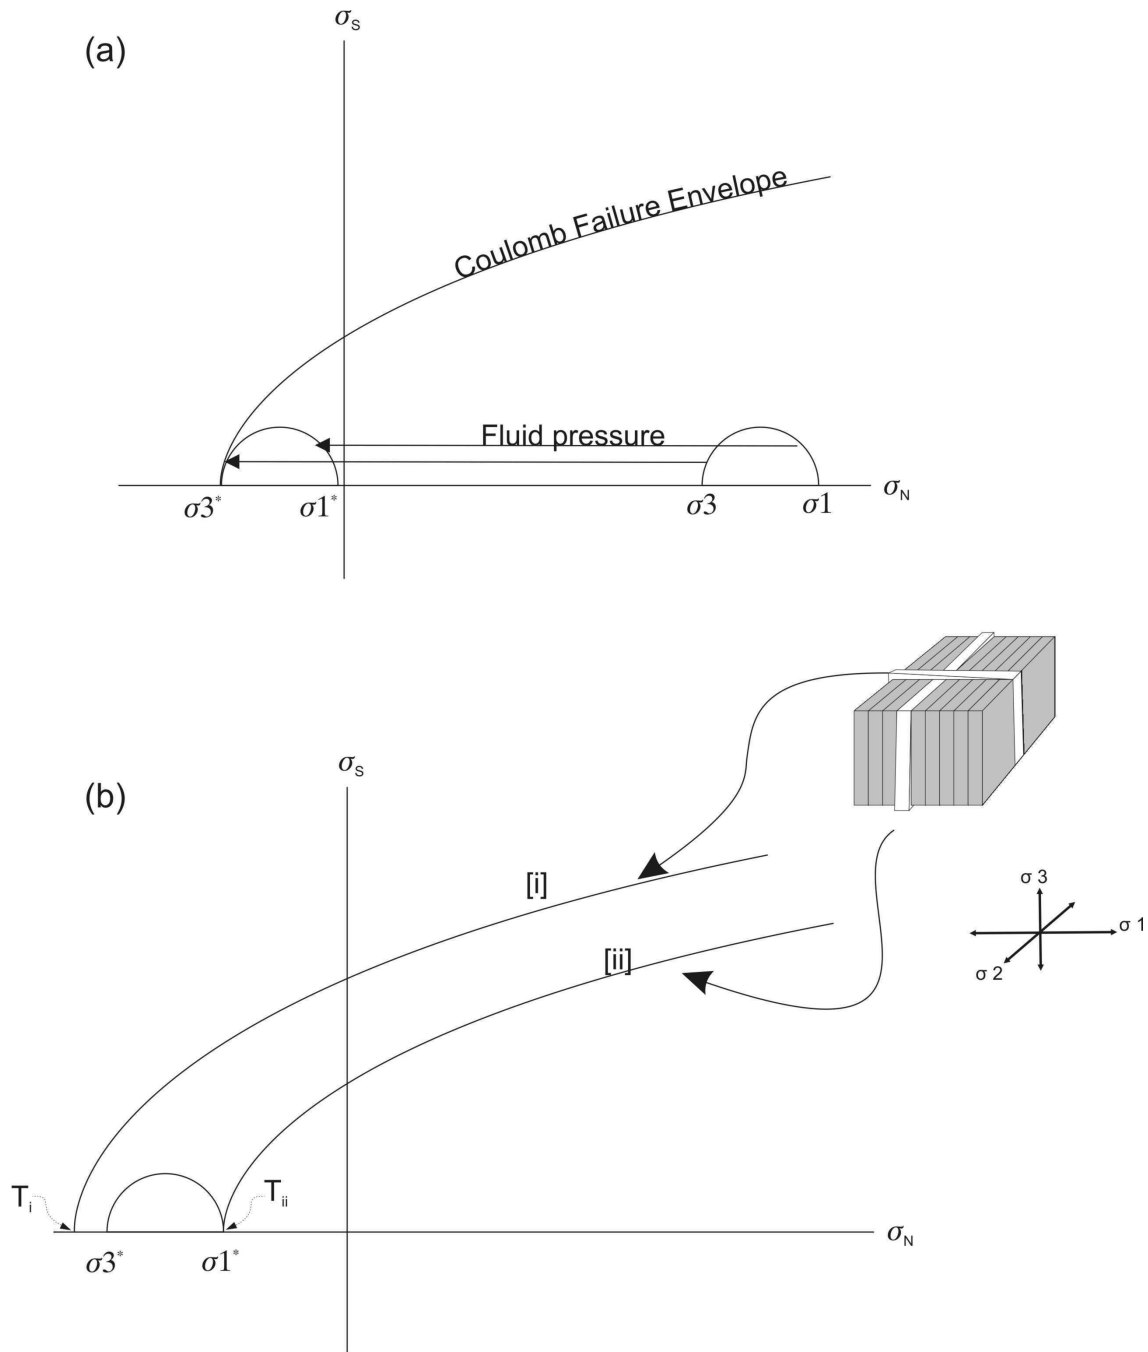 (a)
σS
Coulomb Failure Envelope
Fluid pressure
σ3* σ1* σ3 σ1 σN
(b)
σS
[i]
[ii]
σ 3
σ 1
σ 2
Ti
Tii
σ3* σ1* σN